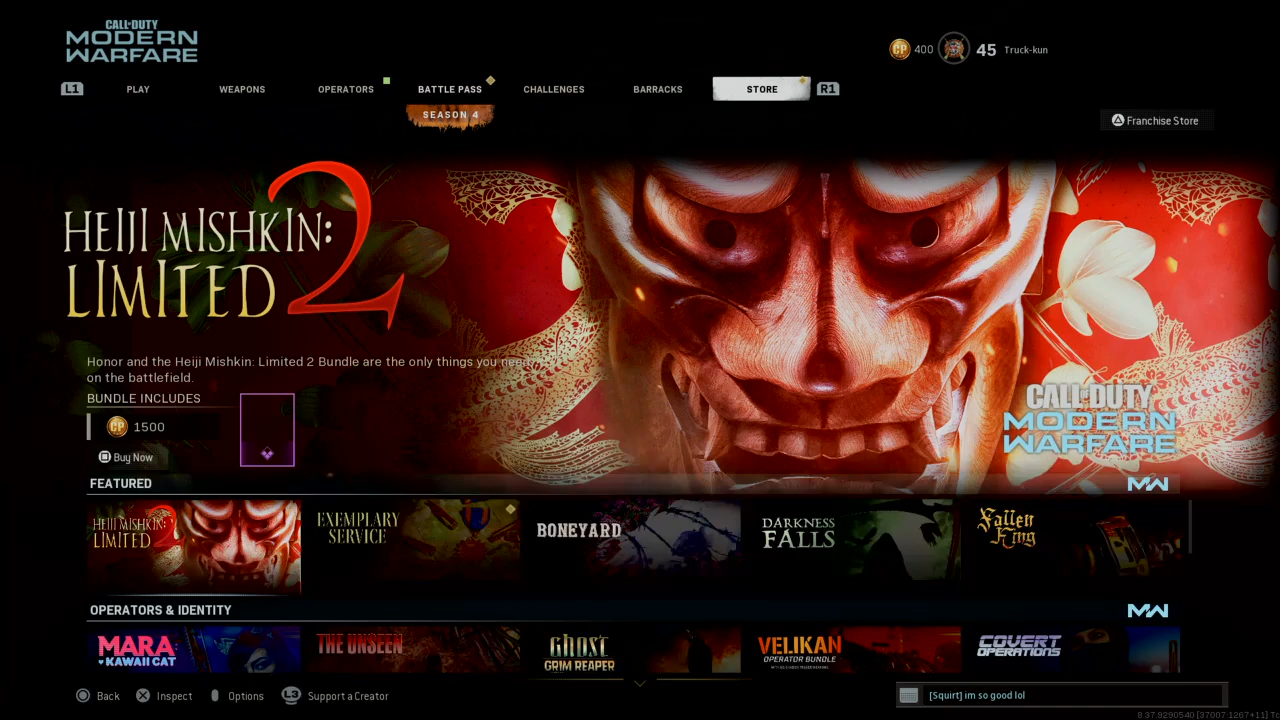 CALL OF DUTY
MODERN
WARFARE
CP 400 45 Truck-kun
L1 PLAY WEAPONS OPERATORS BATTLE PASS CHALLENGES BARRACKS STORE R1
SEASON 4
Franchise Store
HEIJI MISHKIN: 2
LIMITED
Honor and the Heiji Mishkin: Limited 2 Bundle are the only things you need
on the battlefield.
BUNDLE INCLUDES
CP 1500
Buy Now
CALL OF DUTY
MODERN
WARFARE
FEATURED MW
HEIJI MISHKIN: 2
LIMITED
EXEMPLARY
SERVICE
BONEYARD
DARKNESS
FALLS
Fallen
King
OPERATORS & IDENTITY MW
MARA
KAWAII CAT
THE UNSEEN
GHOST
GRIM REAPER
VELIKAN
OPERATOR BUNDLE
COVERT
OPERATIONS
Back Inspect Options L3 Support a Creator
[Squirt] im so good lol